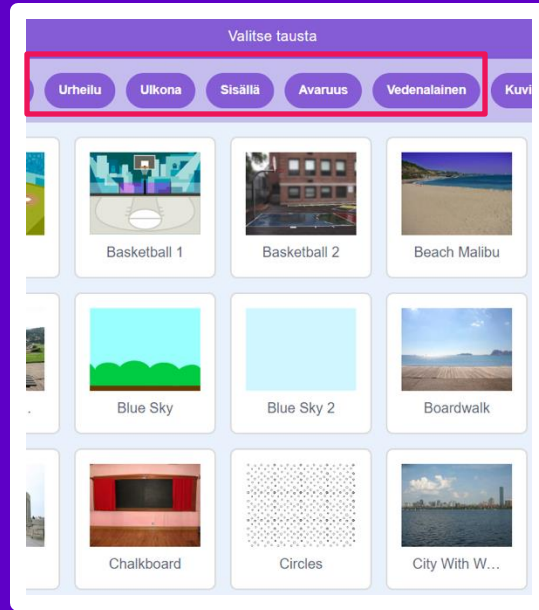 Valitse tausta
Urheilu Ulkona Sisällä Avaruus Vedenalainen Kuvi
Basketball 1 Basketball 2 Beach Malibu
. Blue Sky Blue Sky 2 Boardwalk
Chalkboard Circles City With W...